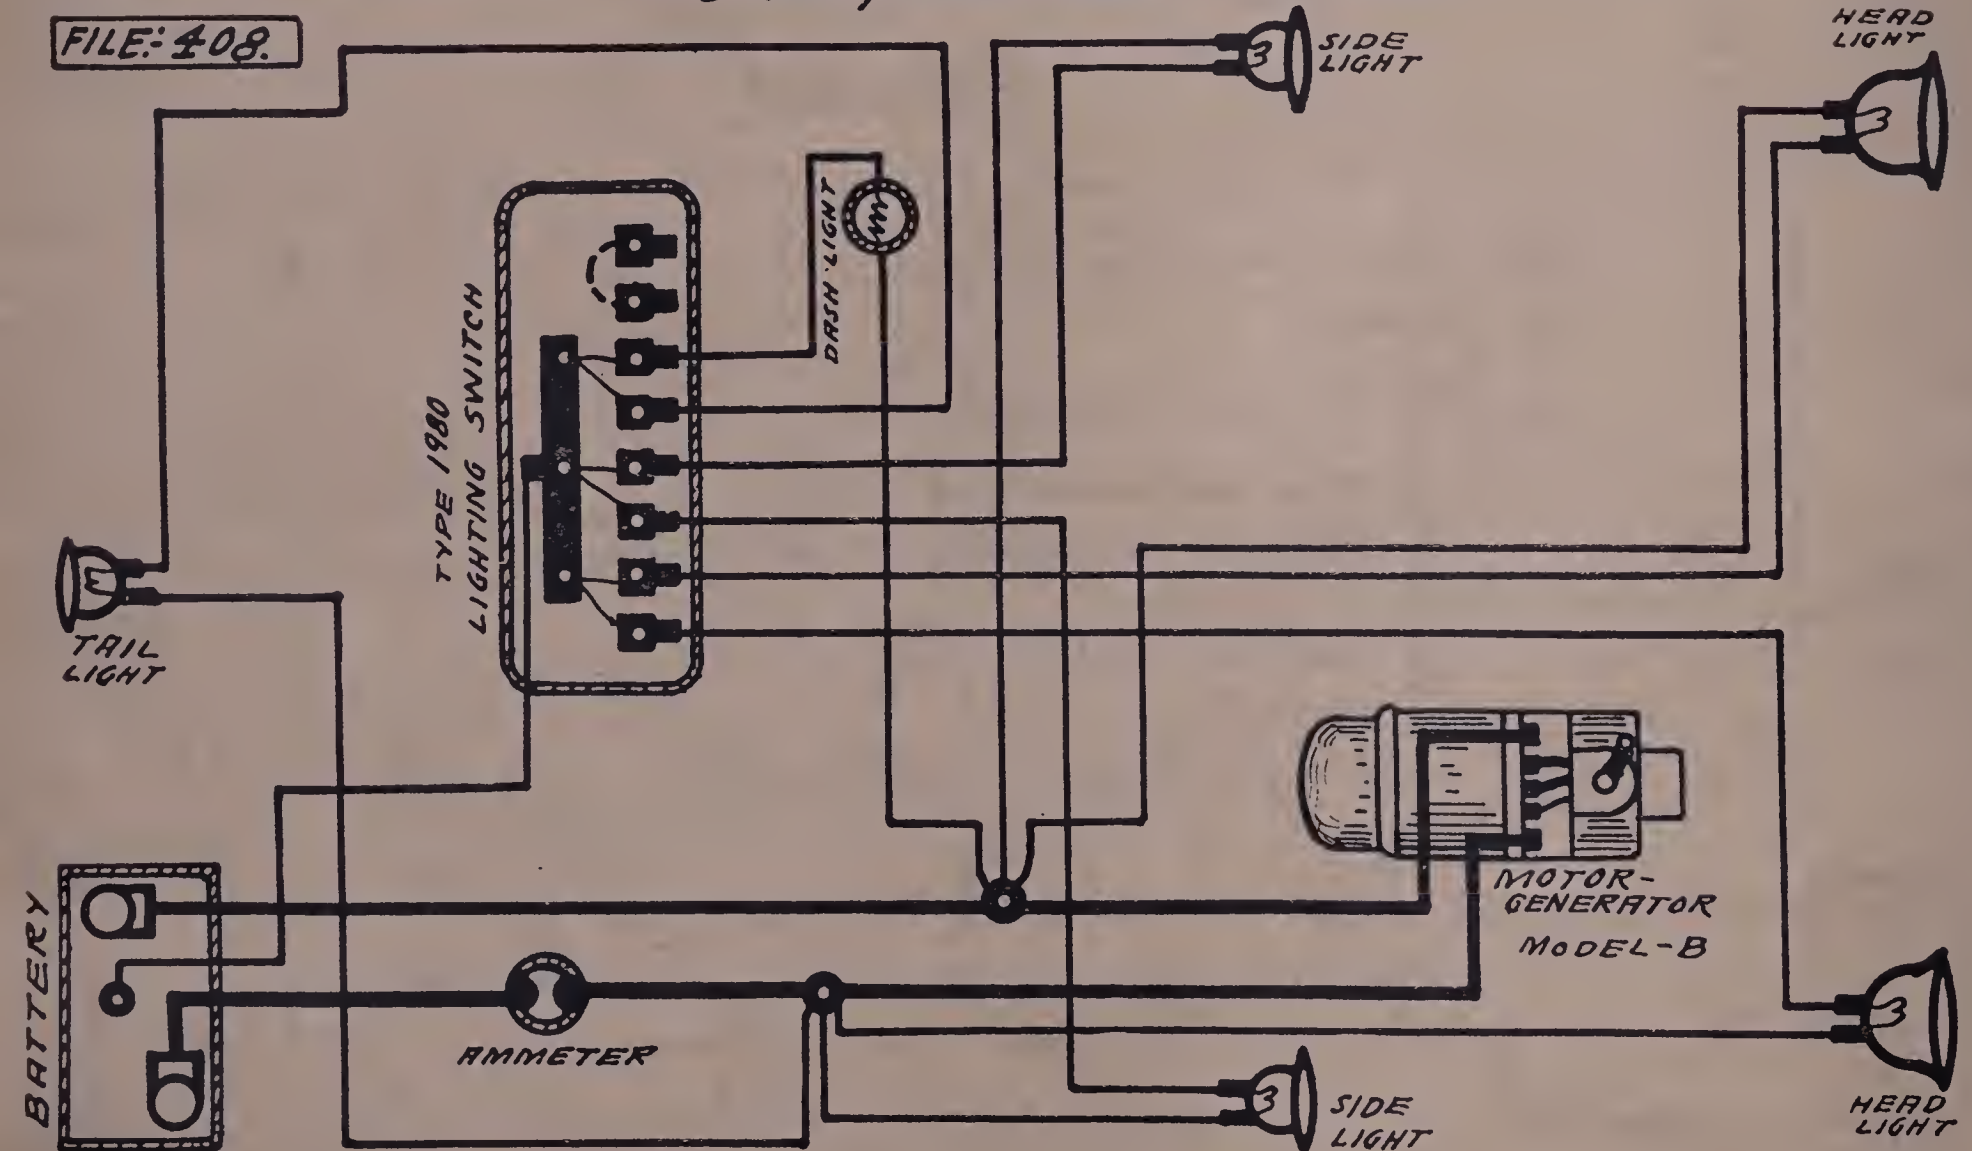 FILE: 408.
SIDE
LIGHT
HEAD
LIGHT
DASH-LIGHT
TYPE 1980
LIGHTING SWITCH
TAIL
LIGHT
MOTOR-
GENERATOR
MODEL-B
BATTERY
AMMETER
SIDE
LIGHT
HEAD
LIGHT